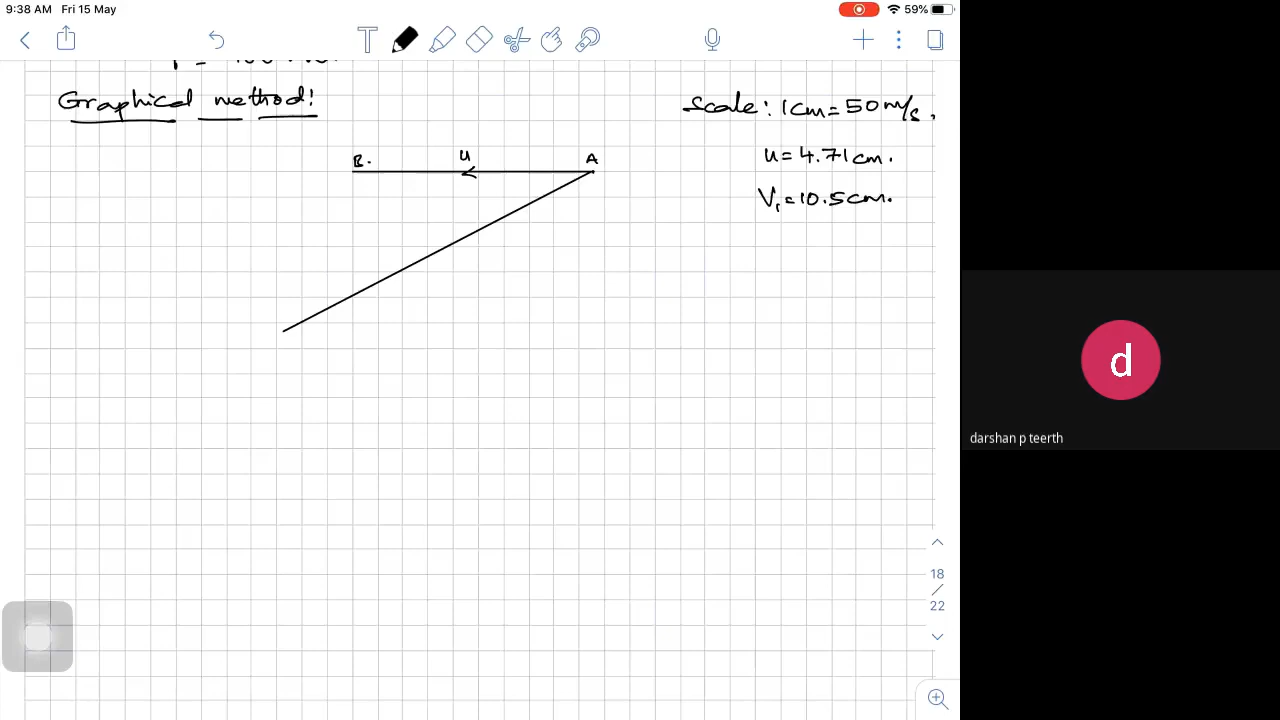 9:38 AM Fri 15 May
59%
T
Graphical method!
Scale: 1cm = 50 m/s.
u = 4.71 cm.
V₁ = 10.5 cm.
B.
u
A
d
darshan p teerth
18
/
22